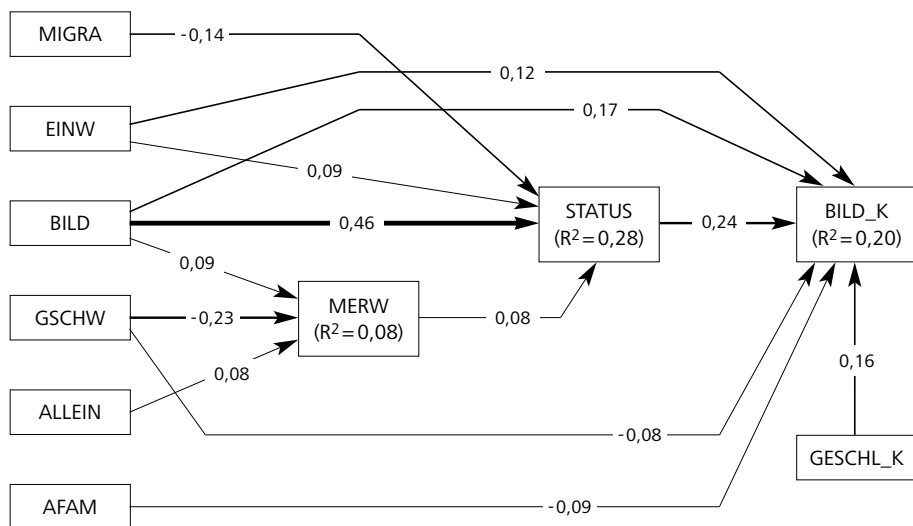 MIGRA
-0,14
0,12
EINW
0,17
0,09
BILD
0,46
STATUS
(R²=0,28)
0,24
BILD_K
(R²=0,20)
0,09
GSCHW
-0,23
MERW
(R²=0,08)
0,08
0,08
0,16
ALLEIN
-0,08
GESCHL_K
AFAM
-0,09